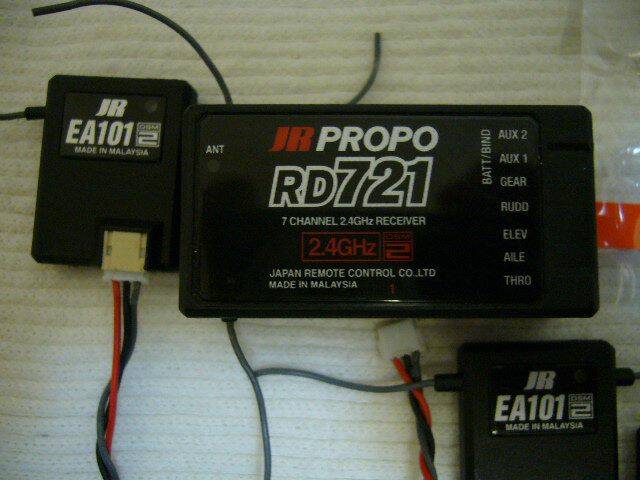 JR
EA101 DSM 2
MADE IN MALAYSIA
ANT
JR PROPO
RD721
7 CHANNEL 2.4GHz RECEIVER
2.4GHz DSM 2
JAPAN REMOTE CONTROL CO.,LTD
MADE IN MALAYSIA 1
BATT/BIND
AUX 2
AUX 1
GEAR
RUDD
ELEV
AILE
THRO
JR
EA101 DSM 2
MADE IN MALAYSIA